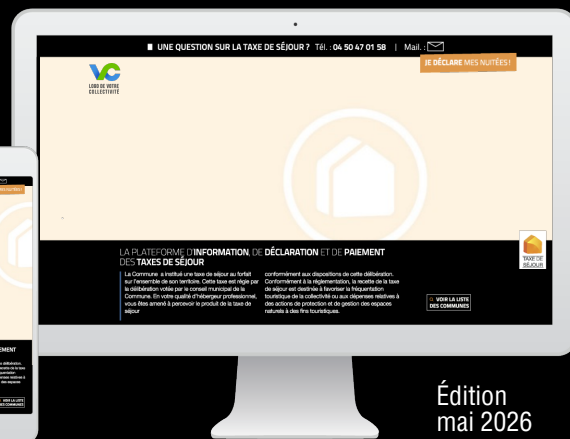 UNE QUESTION SUR LA TAXE DE SÉJOUR ? Tél. : 04 50 47 01 58 | Mail. :
JE DÉCLARE MES NUITÉES !
VC
LOGO DE VOTRE
COLLECTIVITÉ
LA PLATEFORME D'INFORMATION, DE DÉCLARATION ET DE PAIEMENT
DES TAXES DE SÉJOUR
La Commune a institué une taxe de séjour au forfait
sur l'ensemble de son territoire. Cette taxe est régie par
la délibération votée par le conseil municipal de la
Commune. En votre qualité d'hébergeur professionnel,
vous êtes amené à percevoir le produit de la taxe de
séjour
conformément aux dispositions de cette délibération.
Conformément à la réglementation, la recette de la taxe
de séjour est destinée à favoriser la fréquentation
touristique de la collectivité ou aux dépenses relatives à
des actions de protection et de gestion des espaces
naturels à des fins touristiques.
TAXE DE
SÉJOUR
VOIR LA LISTE
DES COMMUNES
Édition
mai 2026